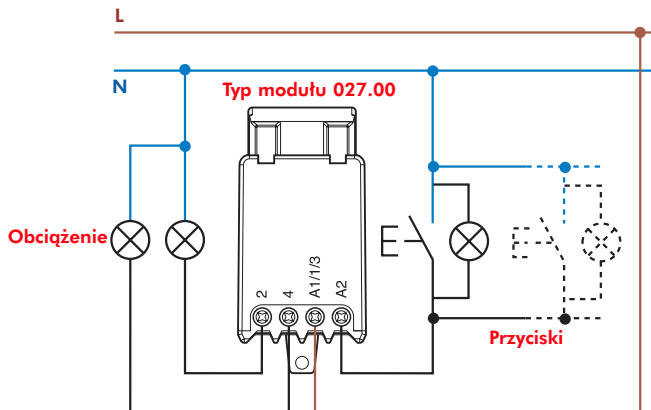 L
N
Typ modułu 027.00
Obciążenie
2
4
A1/1/3
A2
Przyciski